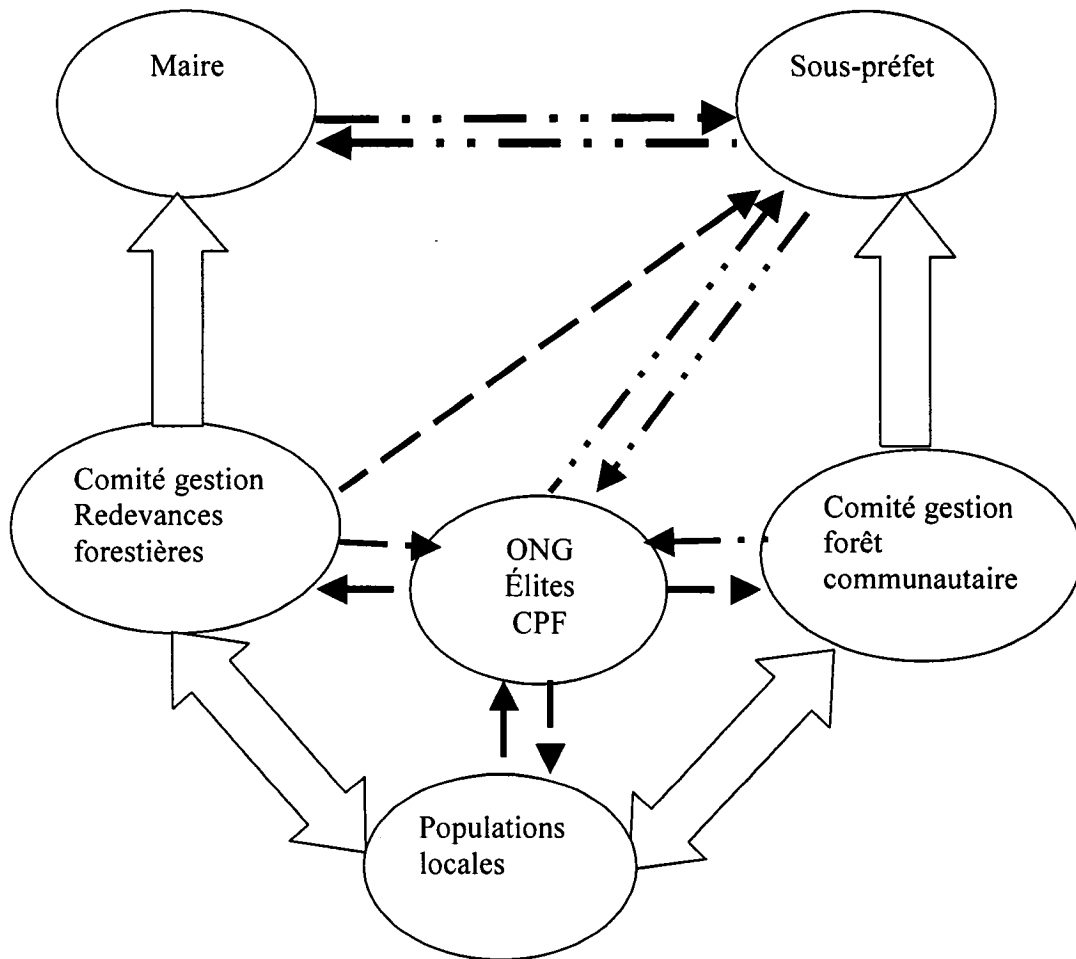 Maire
Sous-préfet
Comité gestion
Redevances
forestières
ONG
Élites
CPF
Comité gestion
forêt
communautaire
Populations
locales